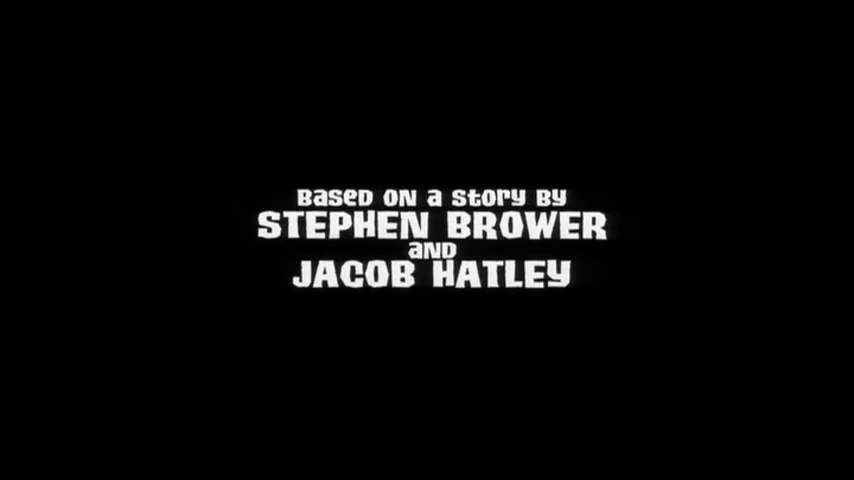 BASED ON a STORY BY
STEPHEN BROWER
aND
JACOB HATLEY